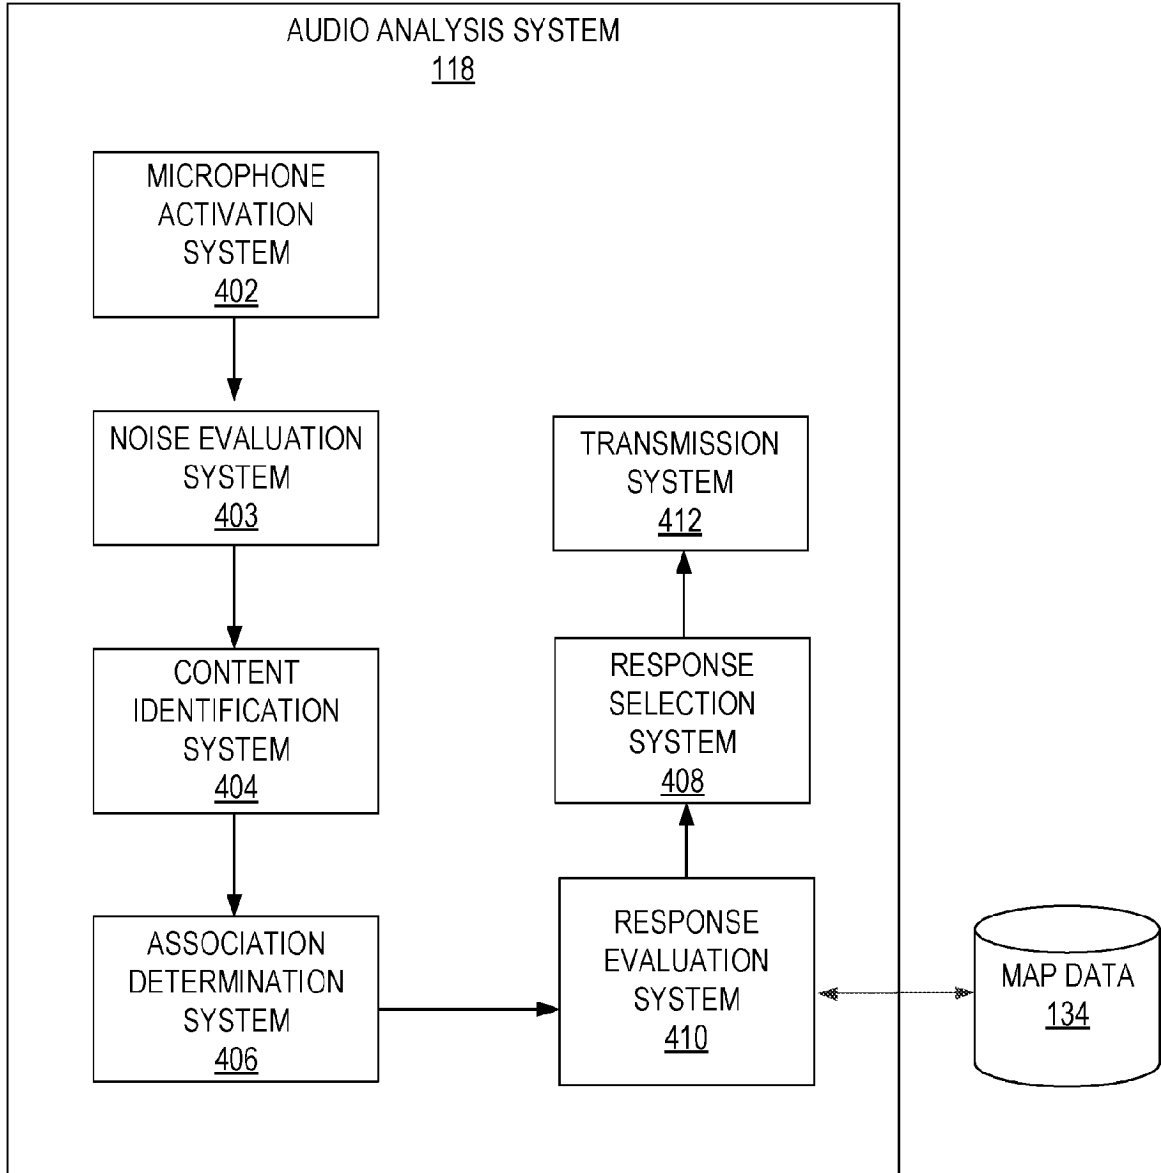 AUDIO ANALYSIS SYSTEM
118
MICROPHONE
ACTIVATION
SYSTEM
402
NOISE EVALUATION
SYSTEM
403
CONTENT
IDENTIFICATION
SYSTEM
404
ASSOCIATION
DETERMINATION
SYSTEM
406
TRANSMISSION
SYSTEM
412
RESPONSE
SELECTION
SYSTEM
408
RESPONSE
EVALUATION
SYSTEM
410
MAP DATA
134